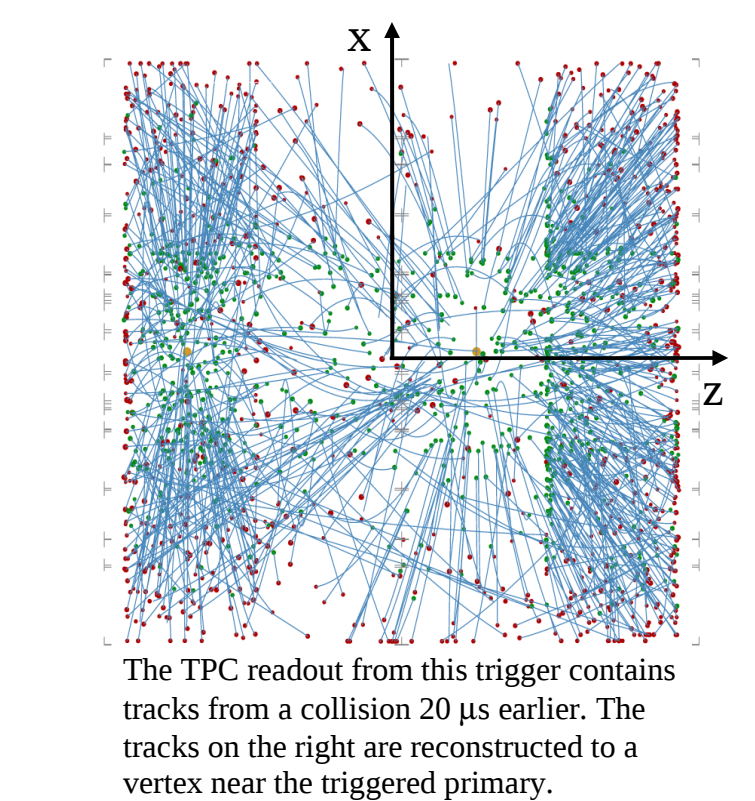 x
z
The TPC readout from this trigger contains
tracks from a collision 20 μs earlier. The
tracks on the right are reconstructed to a
vertex near the triggered primary.